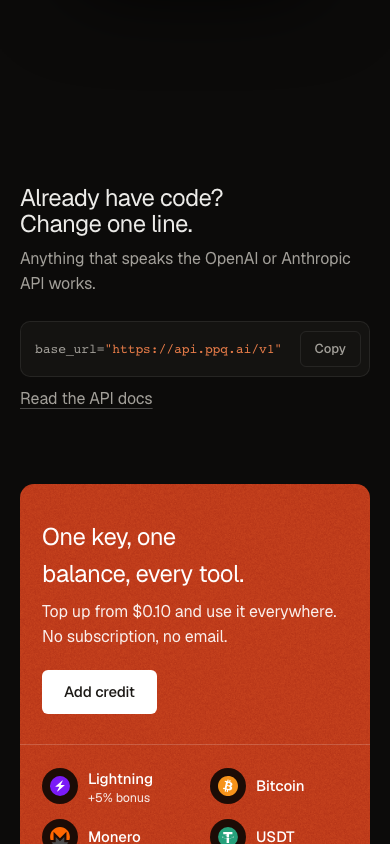 Already have code?
Change one line.
Anything that speaks the OpenAI or Anthropic
API works.
base_url="https://api.ppq.ai/v1"
Copy
Read the API docs
One key, one
balance, every tool.
Top up from $0.10 and use it everywhere.
No subscription, no email.
Add credit
Lightning
+5% bonus
Bitcoin
Monero
USDT